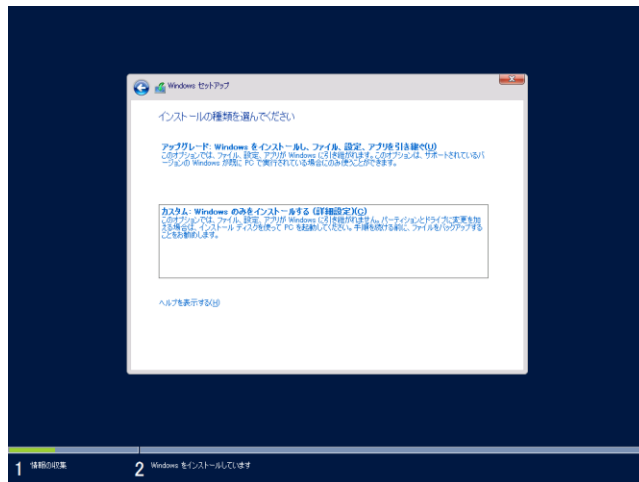 Windows セットアップ
インストールの種類を選んでください
アップグレード: Windows をインストールし、ファイル、設定、アプリを引き継ぐ(U)
このオプションでは、ファイル、設定、アプリが Windows に引き継がれます。このオプションは、サポートされているバ
ージョンの Windows が既に PC で実行されている場合にのみ使うことができます。
カスタム: Windows のみをインストールする (詳細設定)(C)
このオプションでは、ファイル、設定、アプリが Windows に引き継がれません。パーティションとドライブに変更を加
える場合は、インストール ディスクを使って PC を起動してください。手順を続ける前に、ファイルをバックアップする
ことをお勧めします。
ヘルプを表示する(H)
1 情報の収集
2 Windows をインストールしています